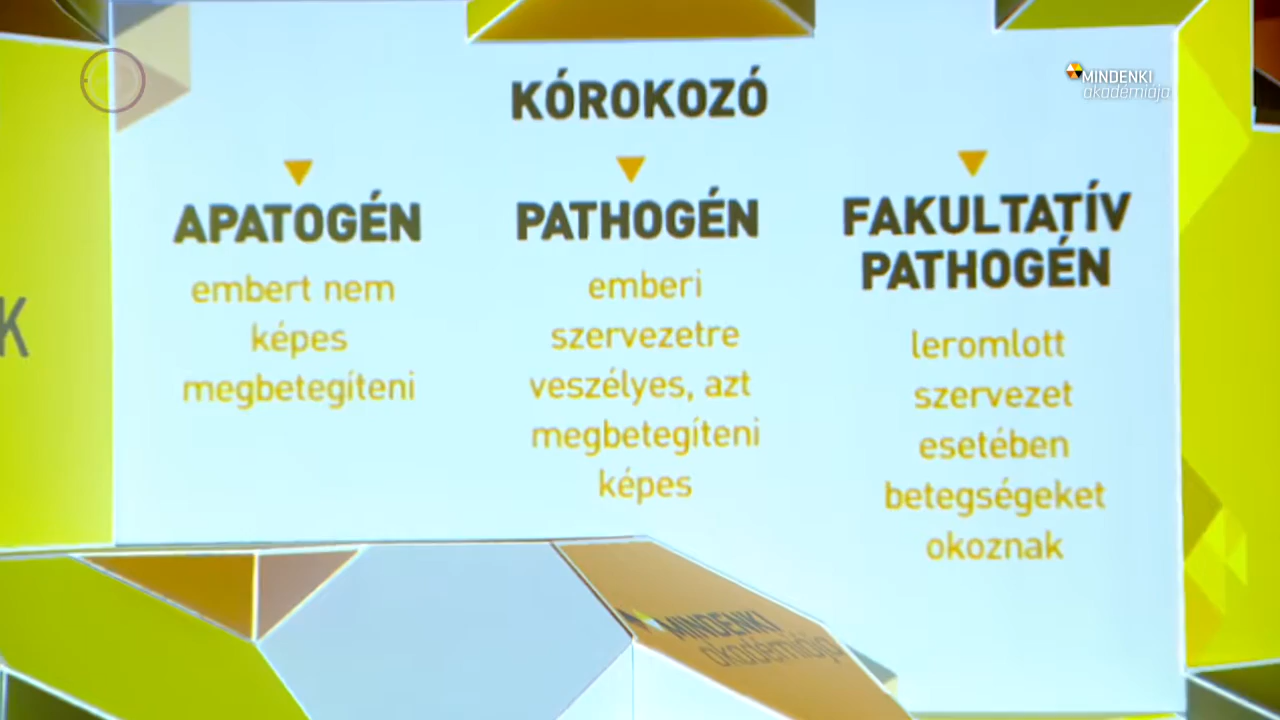 MINDENKI
akadémiája
KÓROKOZÓ
APATOGÉN
embert nem
képes
megbetegíteni
PATHOGÉN
emberi
szervezetre
veszélyes, azt
megbetegíteni
képes
FAKULTATÍV
PATHOGÉN
leromlott
szervezet
esetében
betegségeket
okoznak
K
MINDENKI
akadémiája